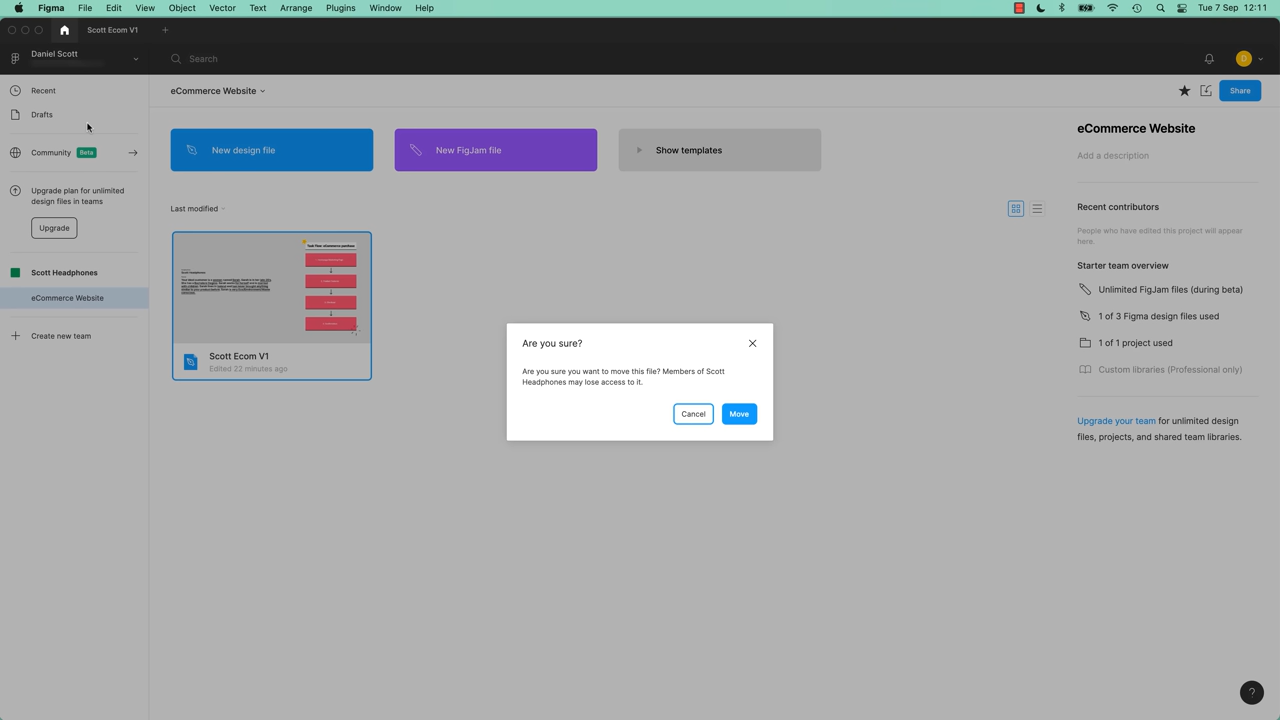 Figma File Edit View Object Vector Text Arrange Plugins Window Help Tue 7 Sep 12:11
Scott Ecom V1
Daniel Scott
Search
D
Recent
Drafts
Community Beta
Upgrade plan for unlimited
design files in teams
Upgrade
Scott Headphones
eCommerce Website
Create new team
eCommerce Website
Share
New design file
New FigJam file
Show templates
Last modified
Task Flow: eCommerce purchase
Scott Headphones
Scott Ecom V1
Edited 22 minutes ago
Are you sure?
Are you sure you want to move this file? Members of Scott
Headphones may lose access to it.
Cancel
Move
eCommerce Website
Add a description
Recent contributors
People who have edited this project will appear
here.
Starter team overview
Unlimited FigJam files (during beta)
1 of 3 Figma design files used
1 of 1 project used
Custom libraries (Professional only)
Upgrade your team for unlimited design
files, projects, and shared team libraries.
?